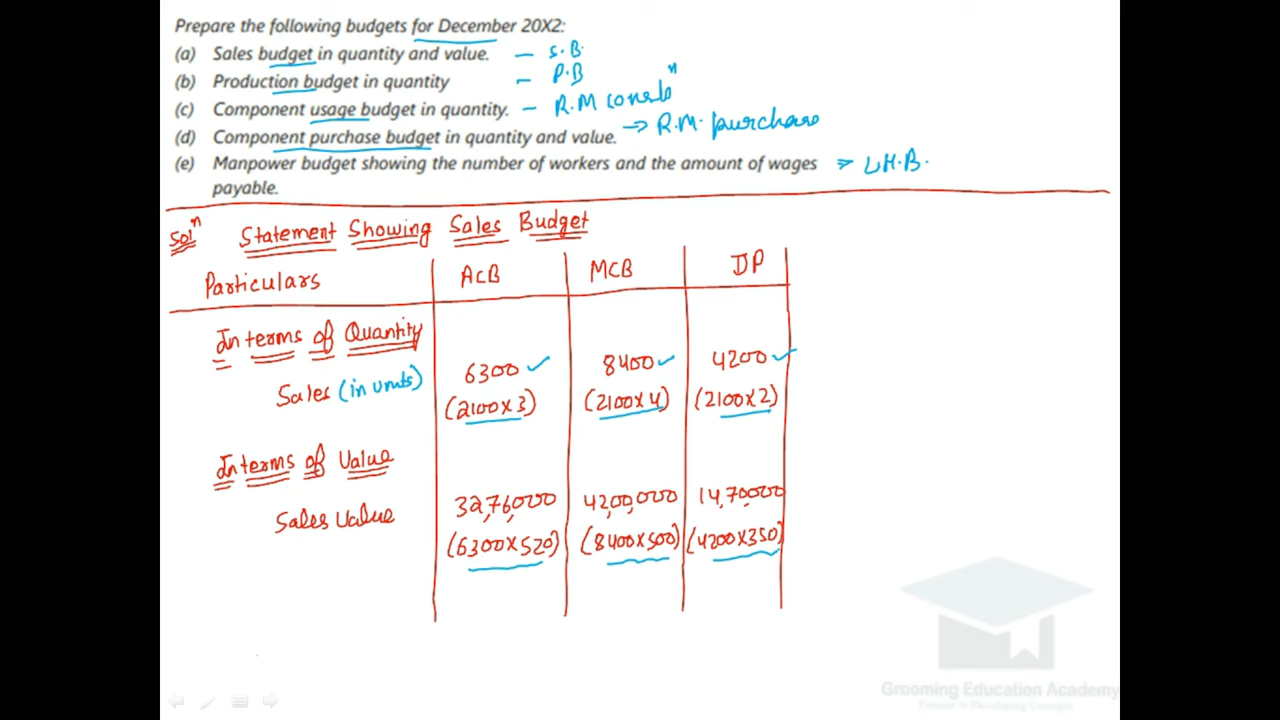 Prepare the following budgets for December 20X2:
(a) Sales budget in quantity and value. — S.B.
(b) Production budget in quantity – P.B
(c) Component usage budget in quantity. – R.M
(d) Component purchase budget in quantity and value. → R.M. purchase
(e) Manpower budget showing the number of workers and the amount of wages payable.
Solⁿ Statement Showing Sales Budget
Particulars ACB MCB DP
In terms of Quantity
Sales (in units) 6300 ✓ 8400 ✓ 4200 ✓
(2100×3) (2100×4) (2100×2)
In terms of Value
Sales Value 32,76,000 42,00,000 14,70,000
(6300×520) (8400×500) (4200×350)
Grooming Education Academy